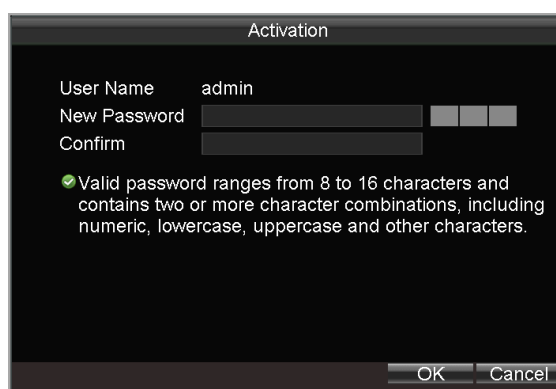 Activation
User Name admin
New Password
Confirm
Valid password ranges from 8 to 16 characters and
contains two or more character combinations, including
numeric, lowercase, uppercase and other characters.
OK Cancel